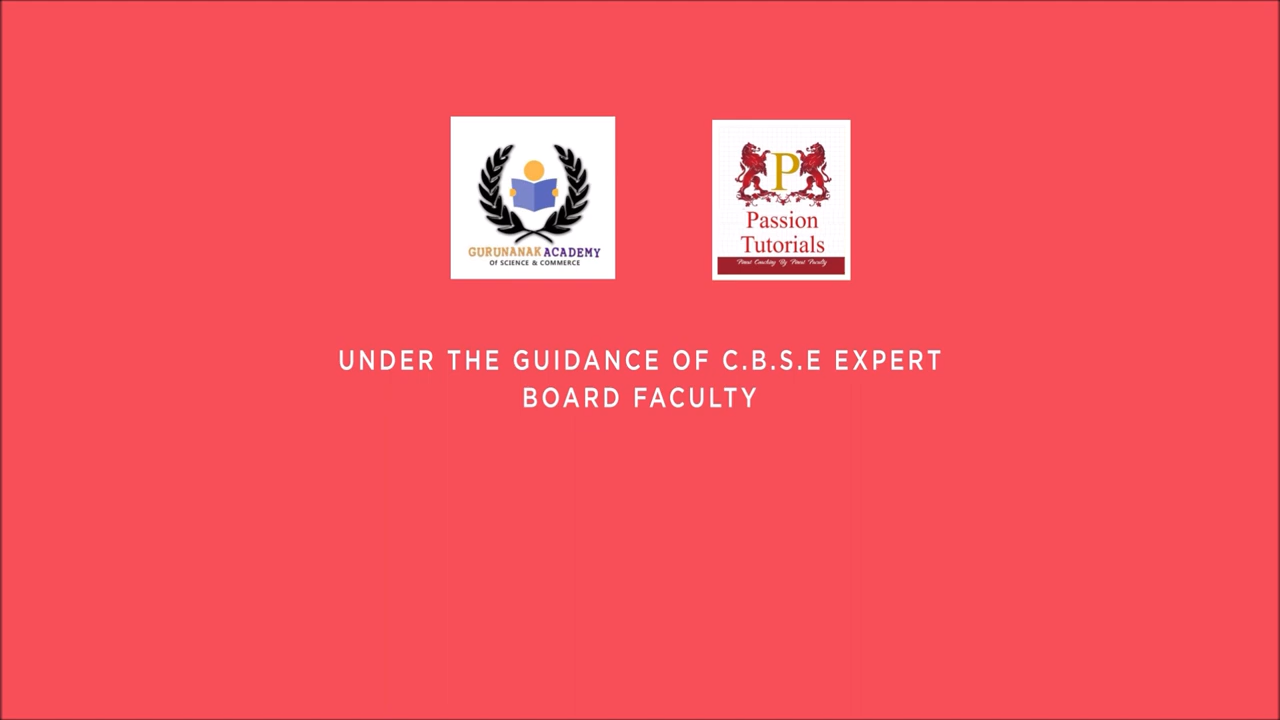 GURUNANAK ACADEMY
OF SCIENCE & COMMERCE
P
Passion
Tutorials
UNDER THE GUIDANCE OF C.B.S.E EXPERT
BOARD FACULTY